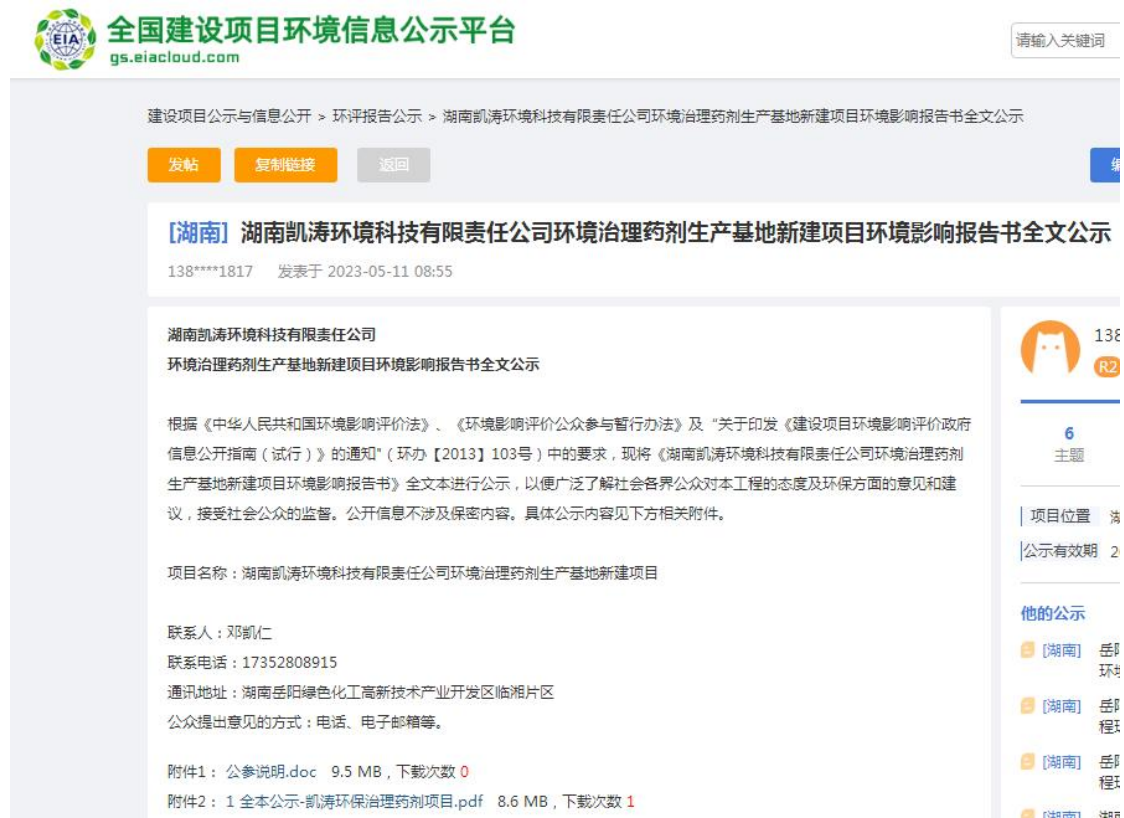 EIA
全国建设项目环境信息公示平台
gs.eiacloud.com
请输入关键词
建设项目公示与信息公开 > 环评报告公示 > 湖南凯涛环境科技有限责任公司环境治理药剂生产基地新建项目环境影响报告书全文公示
发帖 复制链接 返回
[湖南] 湖南凯涛环境科技有限责任公司环境治理药剂生产基地新建项目环境影响报告书全文公示
138****1817 发表于 2023-05-11 08:55
湖南凯涛环境科技有限责任公司
环境治理药剂生产基地新建项目环境影响报告书全文公示
根据《中华人民共和国环境影响评价法》、《环境影响评价公众参与暂行办法》及“关于印发《建设项目环境影响评价政府
信息公开指南（试行）》的通知"（环办【2013】103号）中的要求，现将《湖南凯涛环境科技有限责任公司环境治理药剂
生产基地新建项目环境影响报告书》全文本进行公示，以便广泛了解社会各界公众对本工程的态度及环保方面的意见和建
议，接受社会公众的监督。公开信息不涉及保密内容。具体公示内容见下方相关附件。
项目名称：湖南凯涛环境科技有限责任公司环境治理药剂生产基地新建项目
联系人：邓凯仁
联系电话：17352808915
通讯地址：湖南岳阳绿色化工高新技术产业开发区临湘片区
公众提出意见的方式：电话、电子邮箱等。
附件1： 公参说明.doc 9.5 MB，下载次数 0
附件2： 1 全本公示-凯涛环保治理药剂项目.pdf 8.6 MB，下载次数 1
138
R2
6
主题
项目位置
公示有效期 2
他的公示
[湖南] 岳
环
[湖南] 岳
程
[湖南] 岳
程
[湖南]